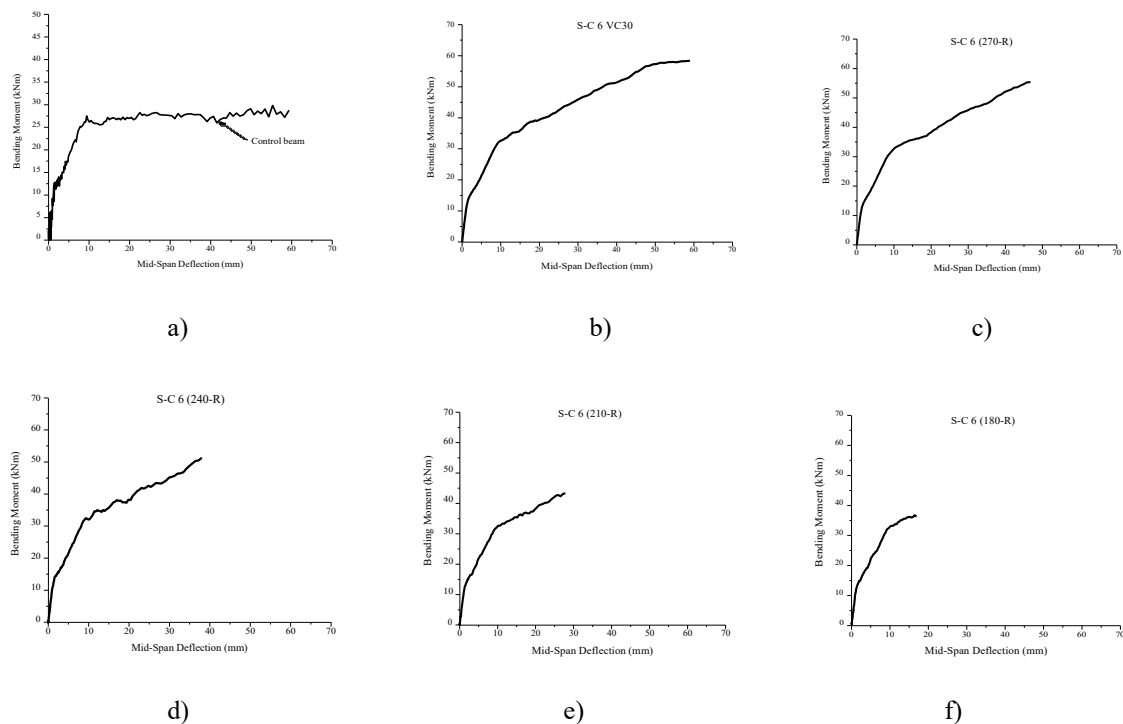 50
45
40
35
30
25
20
15
10
5
0
Bending Moment (kNm)
Control beam
0 10 20 30 40 50 60 70
Mid-Span Deflection (mm)
a)
S-C 6 VC30
70
60
50
40
30
20
10
0
Bending Moment (kNm)
0 10 20 30 40 50 60 70
Mid-Span Deflection (mm)
b)
S-C 6 (270-R)
70
60
50
40
30
20
10
0
Bending Moment (kNm)
0 10 20 30 40 50 60 70
Mid-Span Deflection (mm)
c)
S-C 6 (240-R)
70
60
50
40
30
20
10
0
Bending Moment (kNm)
0 10 20 30 40 50 60 70
Mid-Span Deflection (mm)
d)
S-C 6 (210-R)
70
60
50
40
30
20
10
0
Bending Moment (kNm)
0 10 20 30 40 50 60 70
Mid-Span Deflection (mm)
e)
S-C 6 (180-R)
70
60
50
40
30
20
10
0
Bending Moment (kNm)
0 10 20 30 40 50 60 70
Mid-Span Deflection (mm)
f)